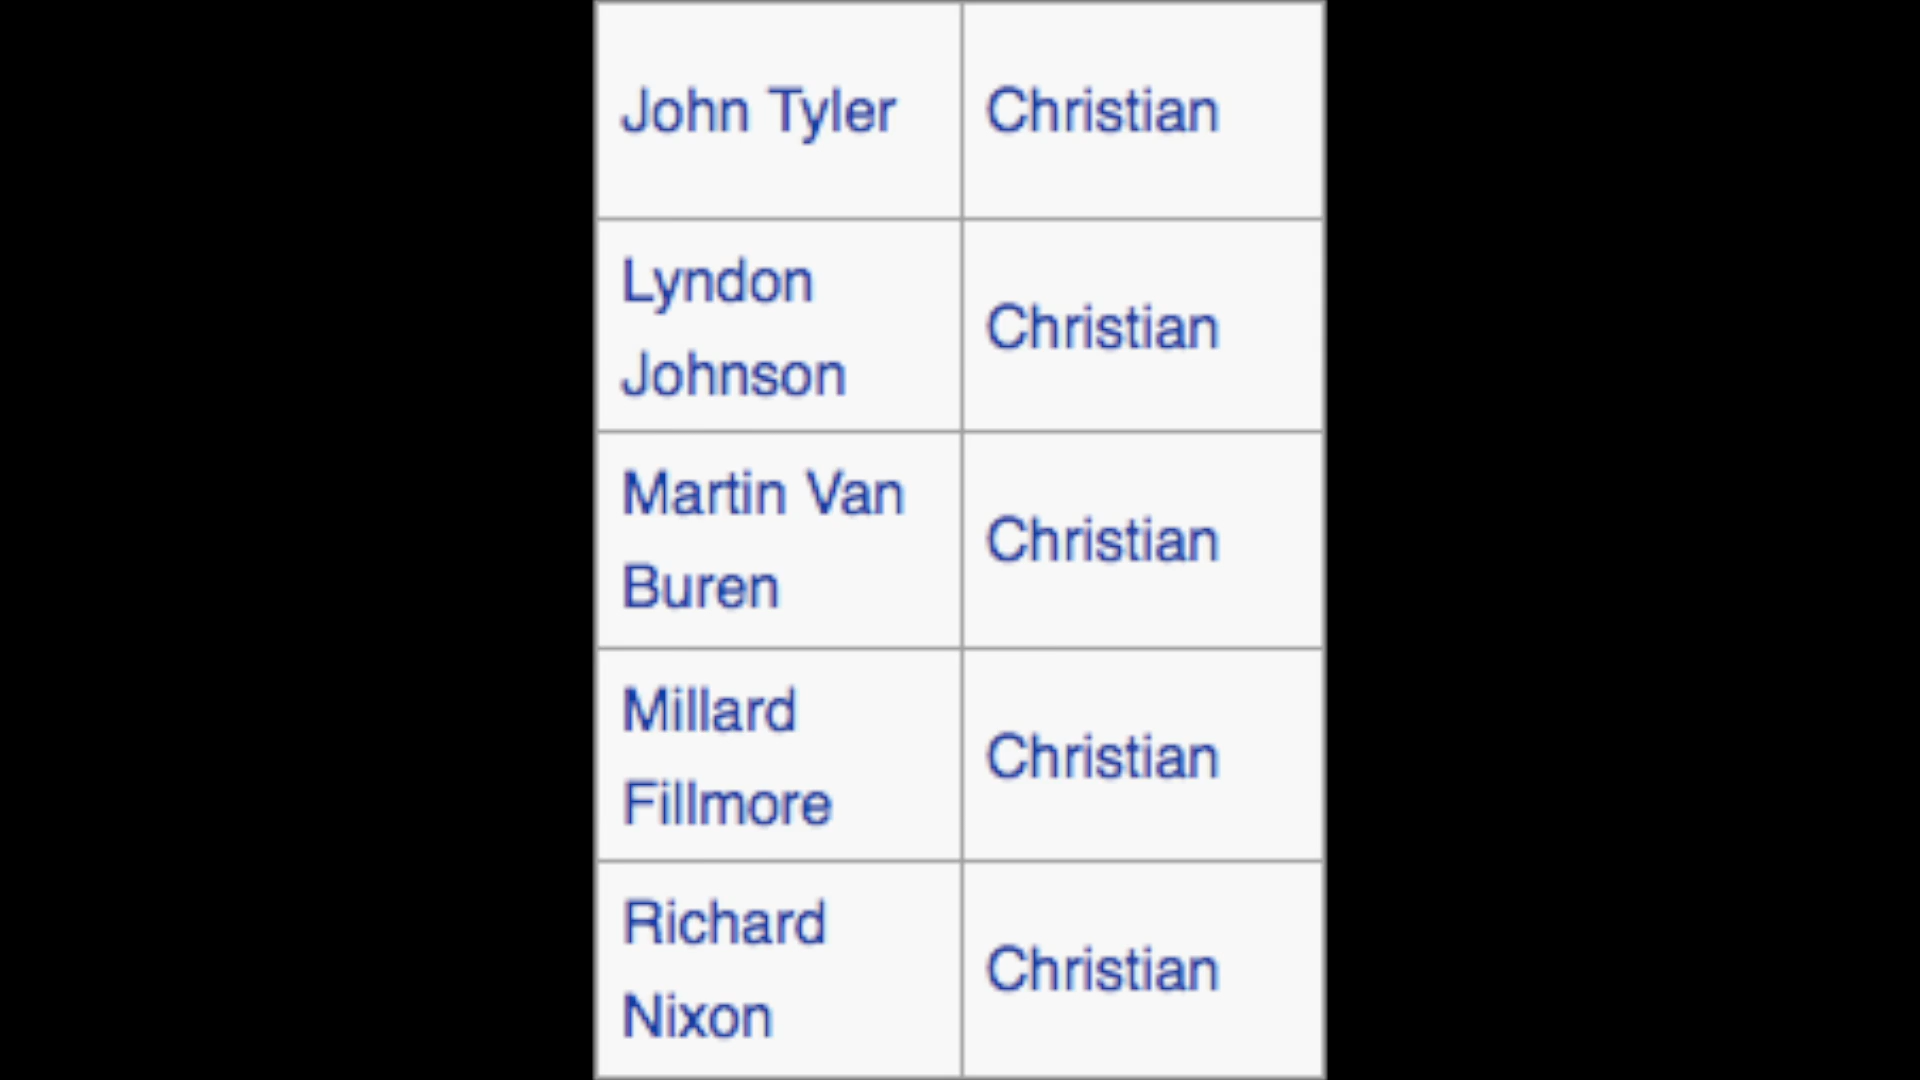 John Tyler Christian
Lyndon
Johnson
Christian
Martin Van
Buren
Christian
Millard
Fillmore
Christian
Richard
Nixon
Christian